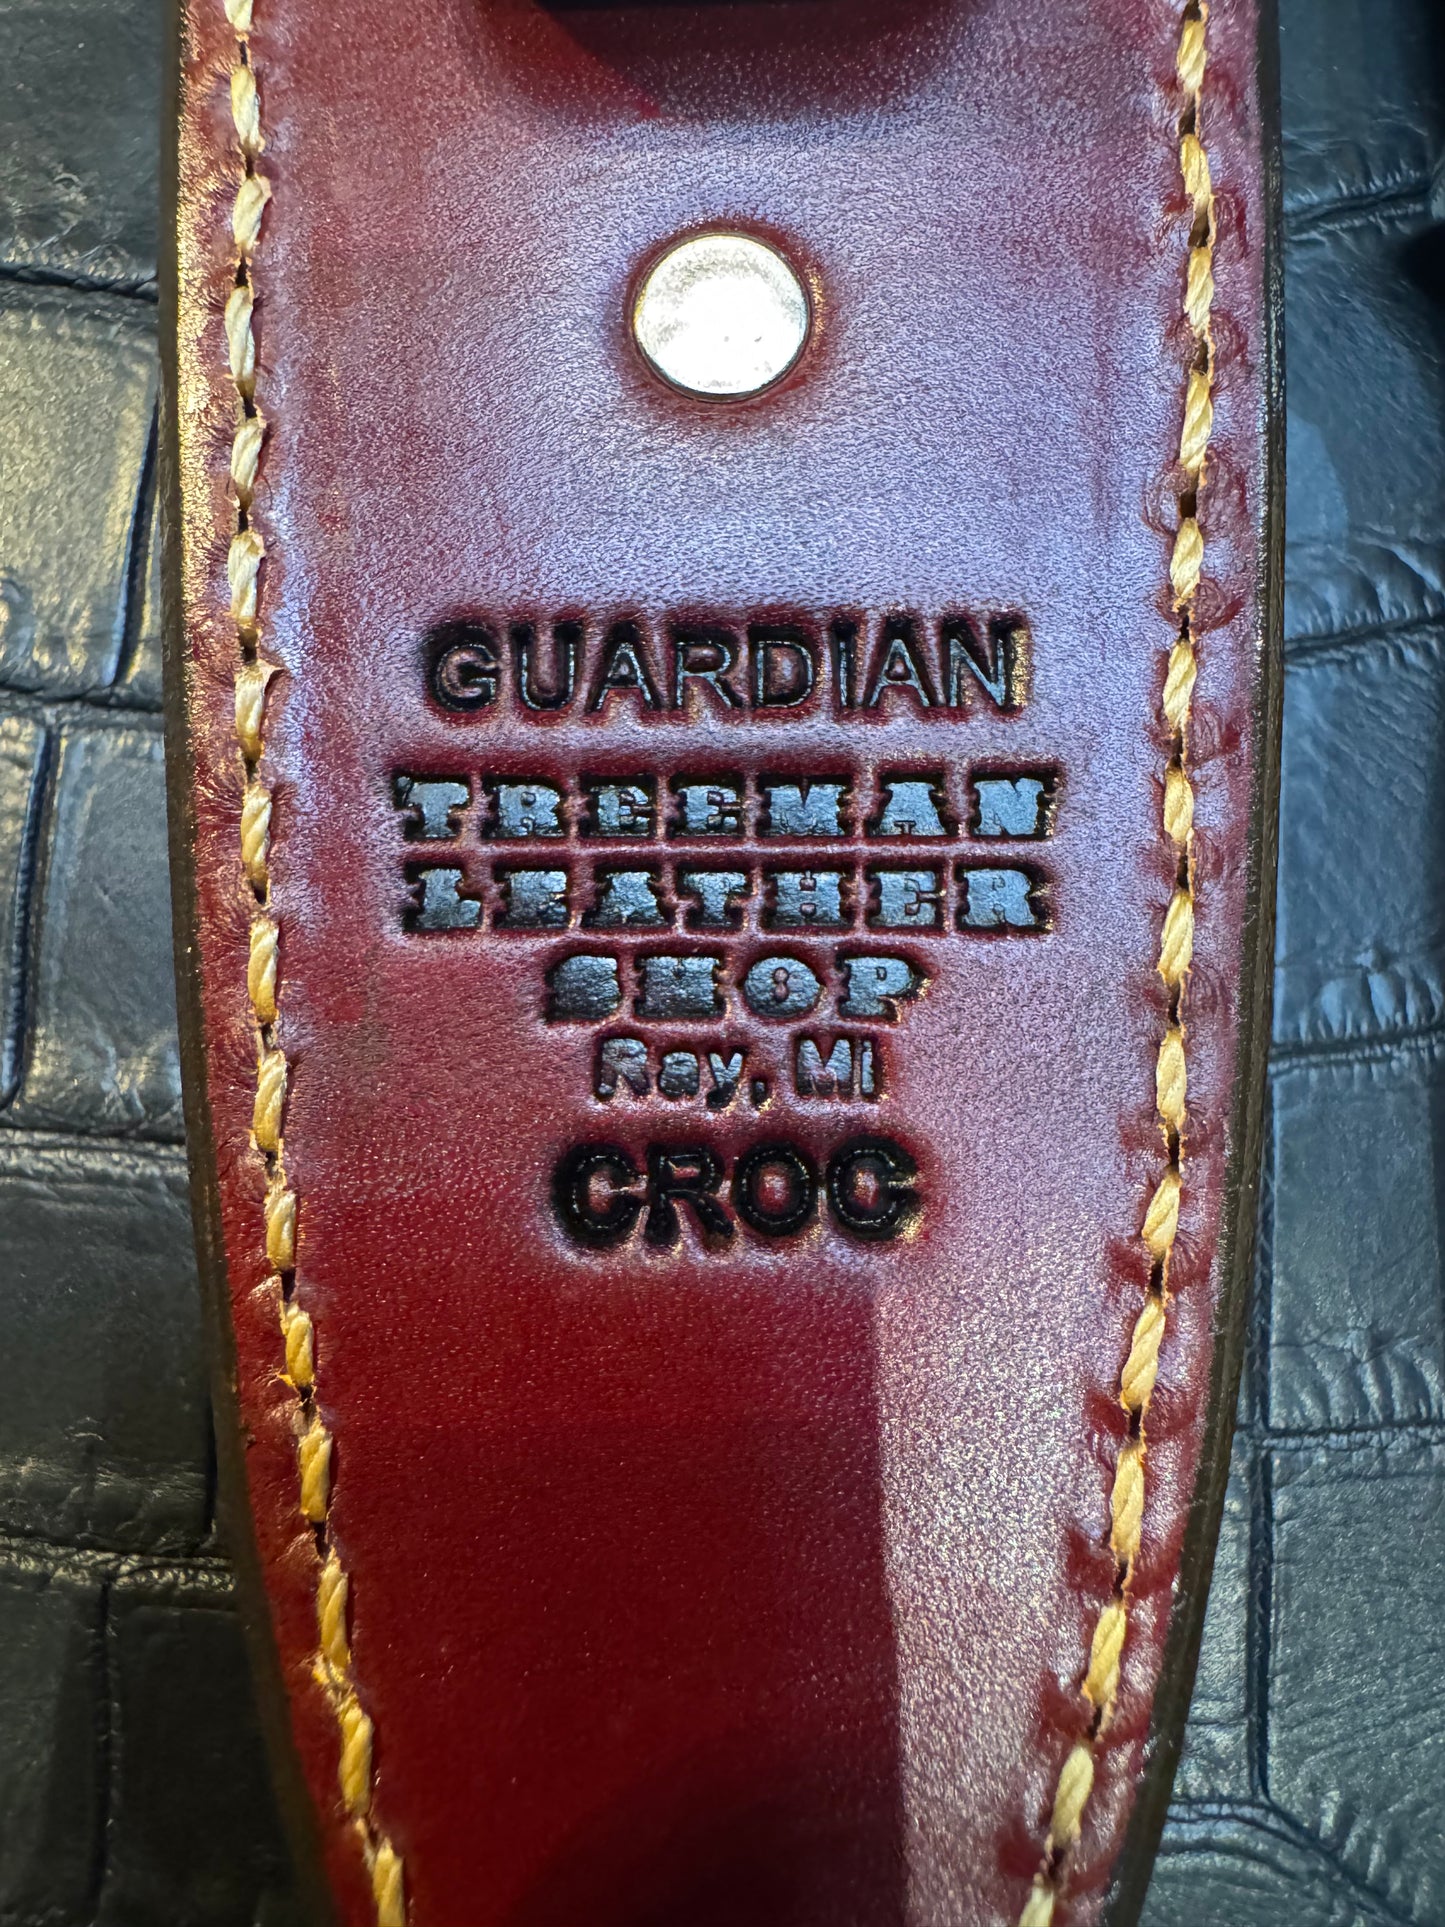 GUARDIAN
TREEMAN
LEATHER
SHOP
Ray, Mi
CROC